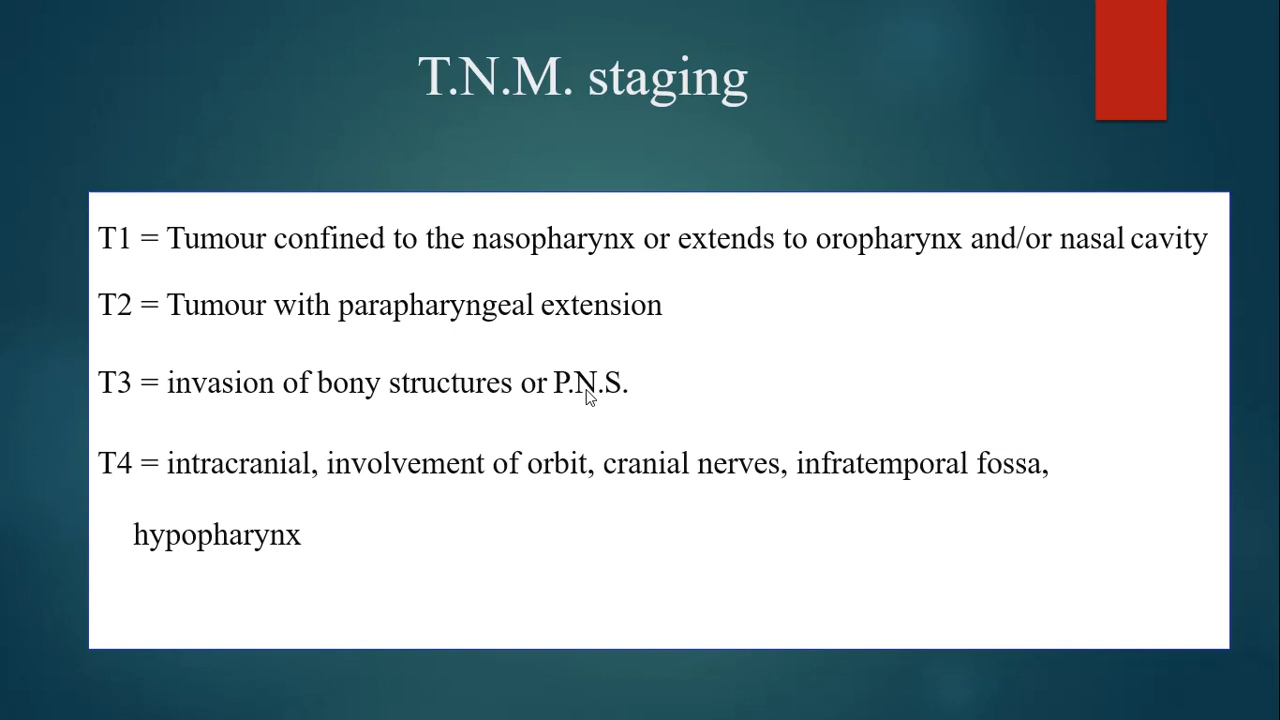 T.N.M. staging
T1 = Tumour confined to the nasopharynx or extends to oropharynx and/or nasal cavity
T2 = Tumour with parapharyngeal extension
T3 = invasion of bony structures or P.N.S.
T4 = intracranial, involvement of orbit, cranial nerves, infratemporal fossa,
hypopharynx